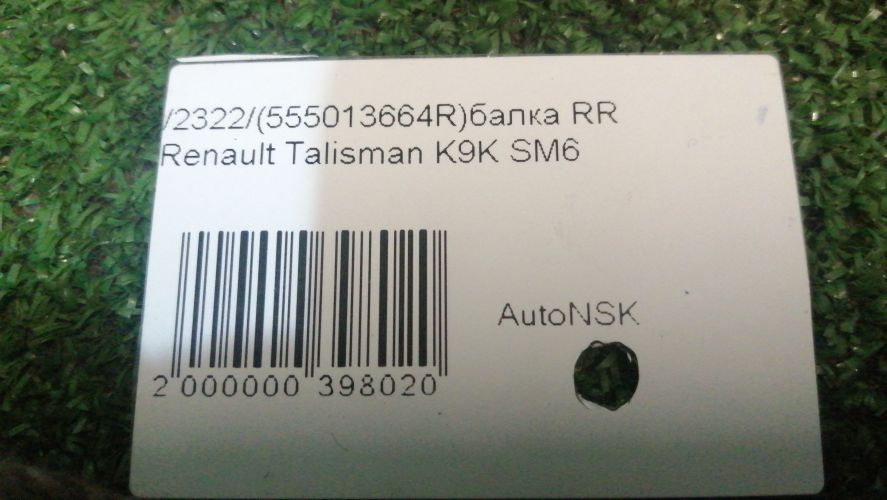 /2322/(555013664R)балка RR
Renault Talisman K9K SM6
AutoNSK
2 000000 398020